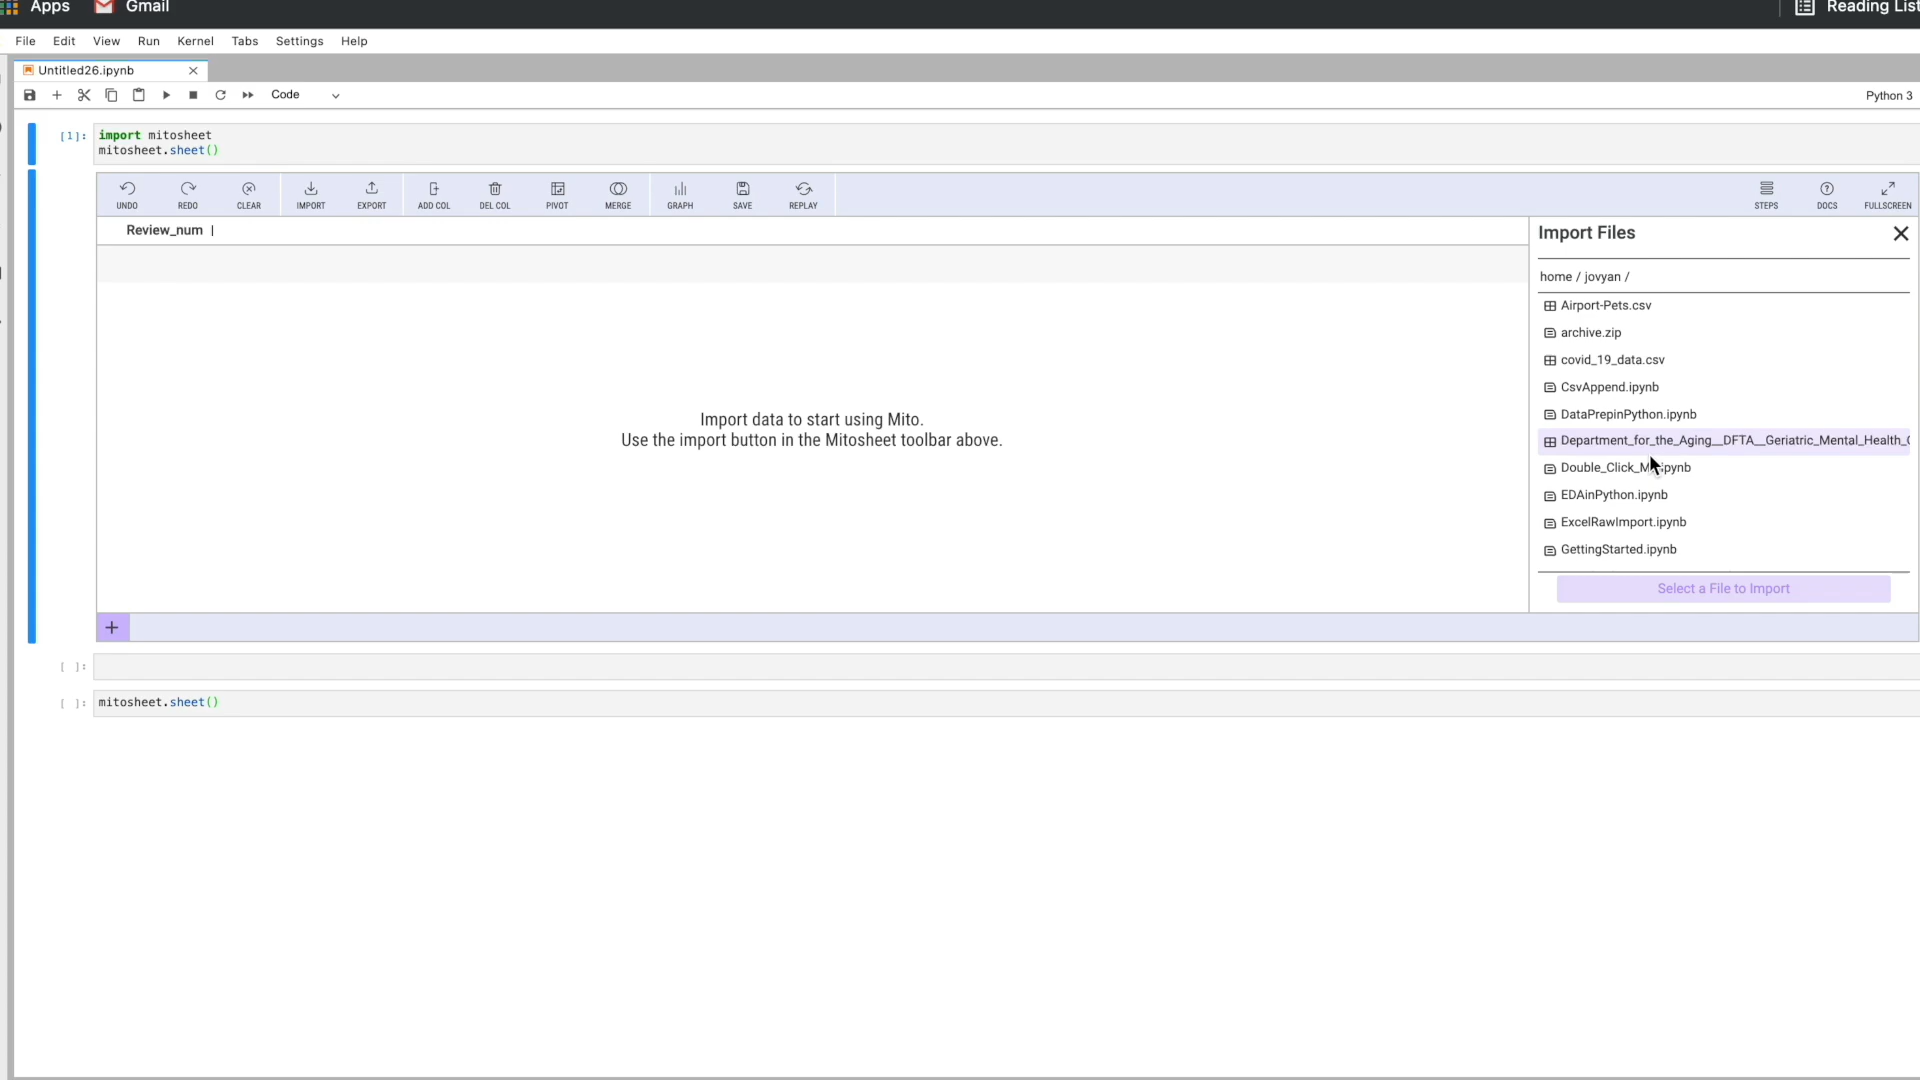 Apps Gmail Reading List
File Edit View Run Kernel Tabs Settings Help
Untitled26.ipynb
Code Python 3
[1]: import mitosheet
mitosheet.sheet()
UNDO REDO CLEAR IMPORT EXPORT ADD COL DEL COL PIVOT MERGE GRAPH SAVE REPLAY STEPS DOCS FULLSCREEN
Review_num |
Import data to start using Mito.
Use the import button in the Mitosheet toolbar above.
Import Files
home / jovyan /
Airport-Pets.csv
archive.zip
covid_19_data.csv
CsvAppend.ipynb
DataPrepinPython.ipynb
Department_for_the_Aging__DFTA__Geriatric_Mental_Health_
EDAinPython.ipynb
ExcelRawImport.ipynb
GettingStarted.ipynb
Select a File to Import
+
[ ]:
[ ]: mitosheet.sheet()